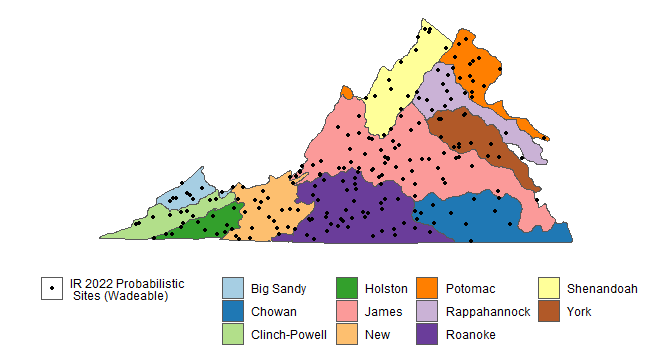 IR 2022 Probabilistic
Sites (Wadeable)
Big Sandy
Chowan
Clinch-Powell
Holston
James
New
Potomac
Rappahannock
Roanoke
Shenandoah
York